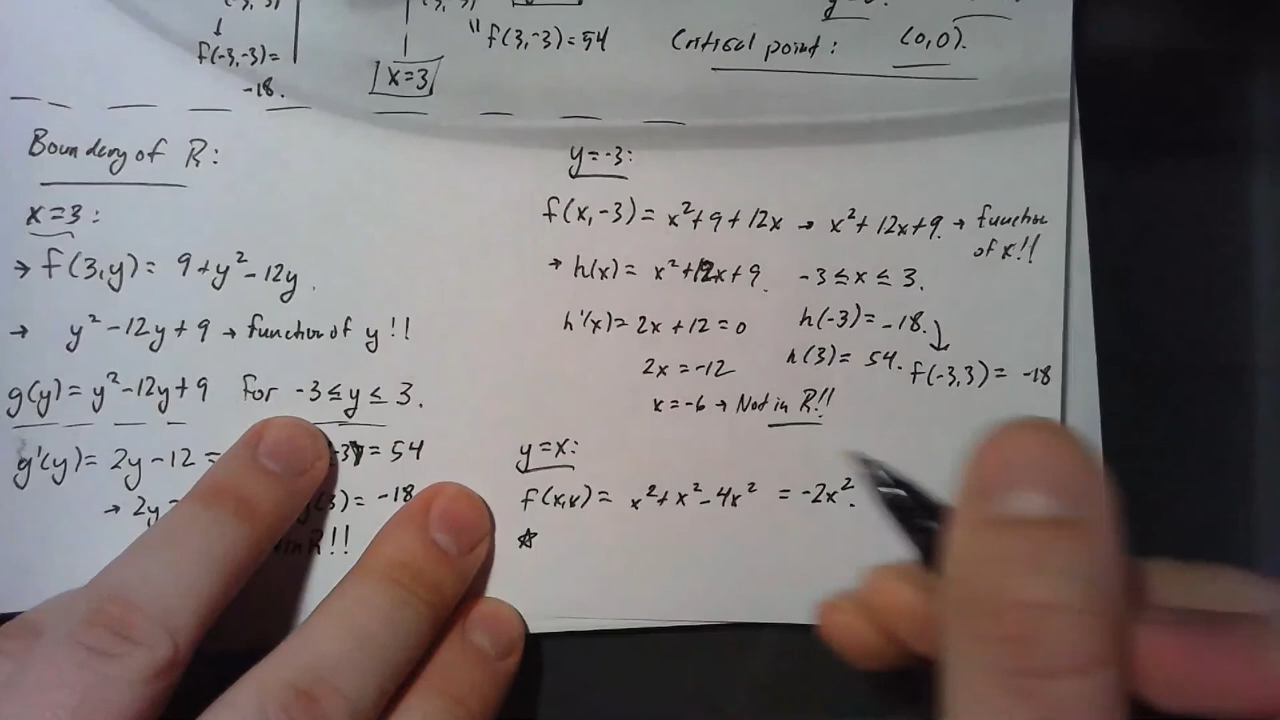 f(-3,-3)=
-18.
x=3
"f(3,-3)=54
Critical point: (0,0).
Boundery of R:
x=3:
→ f(3,y)= 9+y²-12y.
→ y²-12y+9 → function of y!!
g(y)=y²-12y+9 for -3≤y≤3.
g'(y)= 2y-12 =
= 54
→ 2y
(3)= -18
in R!!
y=-3:
f(x,-3)= x²+9+12x → x²+12x+9. → function
of x!!
→ h(x)= x²+12x+9. -3≤x≤3.
h'(x)= 2x+12=0
h(-3)= -18.
2x=-12
h(3)= 54.
f(-3,3)= -18
x=-6 → Not in R!!
y=x:
f(x,x)= x²+x²-4x² = -2x².
☆